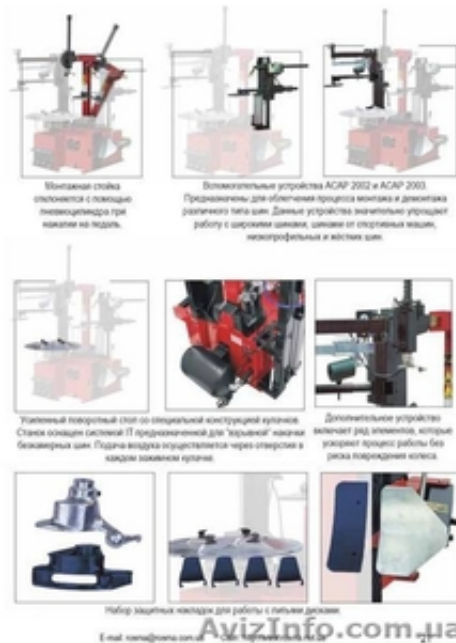 Монтажная стойка
отклоняется с помощью
пневмоцилиндра при
нажатии на педаль.
Вспомогательные устройства ACAP 2002 и ACAP 2003.
Предназначены для облегчения процесса монтажа и демонтажа
различного типа шин. Данные устройства значительно упрощают
работу с широкими шинами, шинами от спортивных машин,
низкопрофильных и жёстких шин.
Усиленный поворотный стол со специальной конструкцией кулачков.
Станок оснащен системой IT предназначенной для "взрывной" накачки
бескамерных шин. Подача воздуха осуществляется через отверстия в
каждом зажимном кулачке.
Дополнительное устройство
включает ряд элементов, которые
ускоряют процесс работы без
риска повреждения колеса.
Набор защитных накладок для работы с литыми дисками.
E-mail:
AvizInfo.com.ua